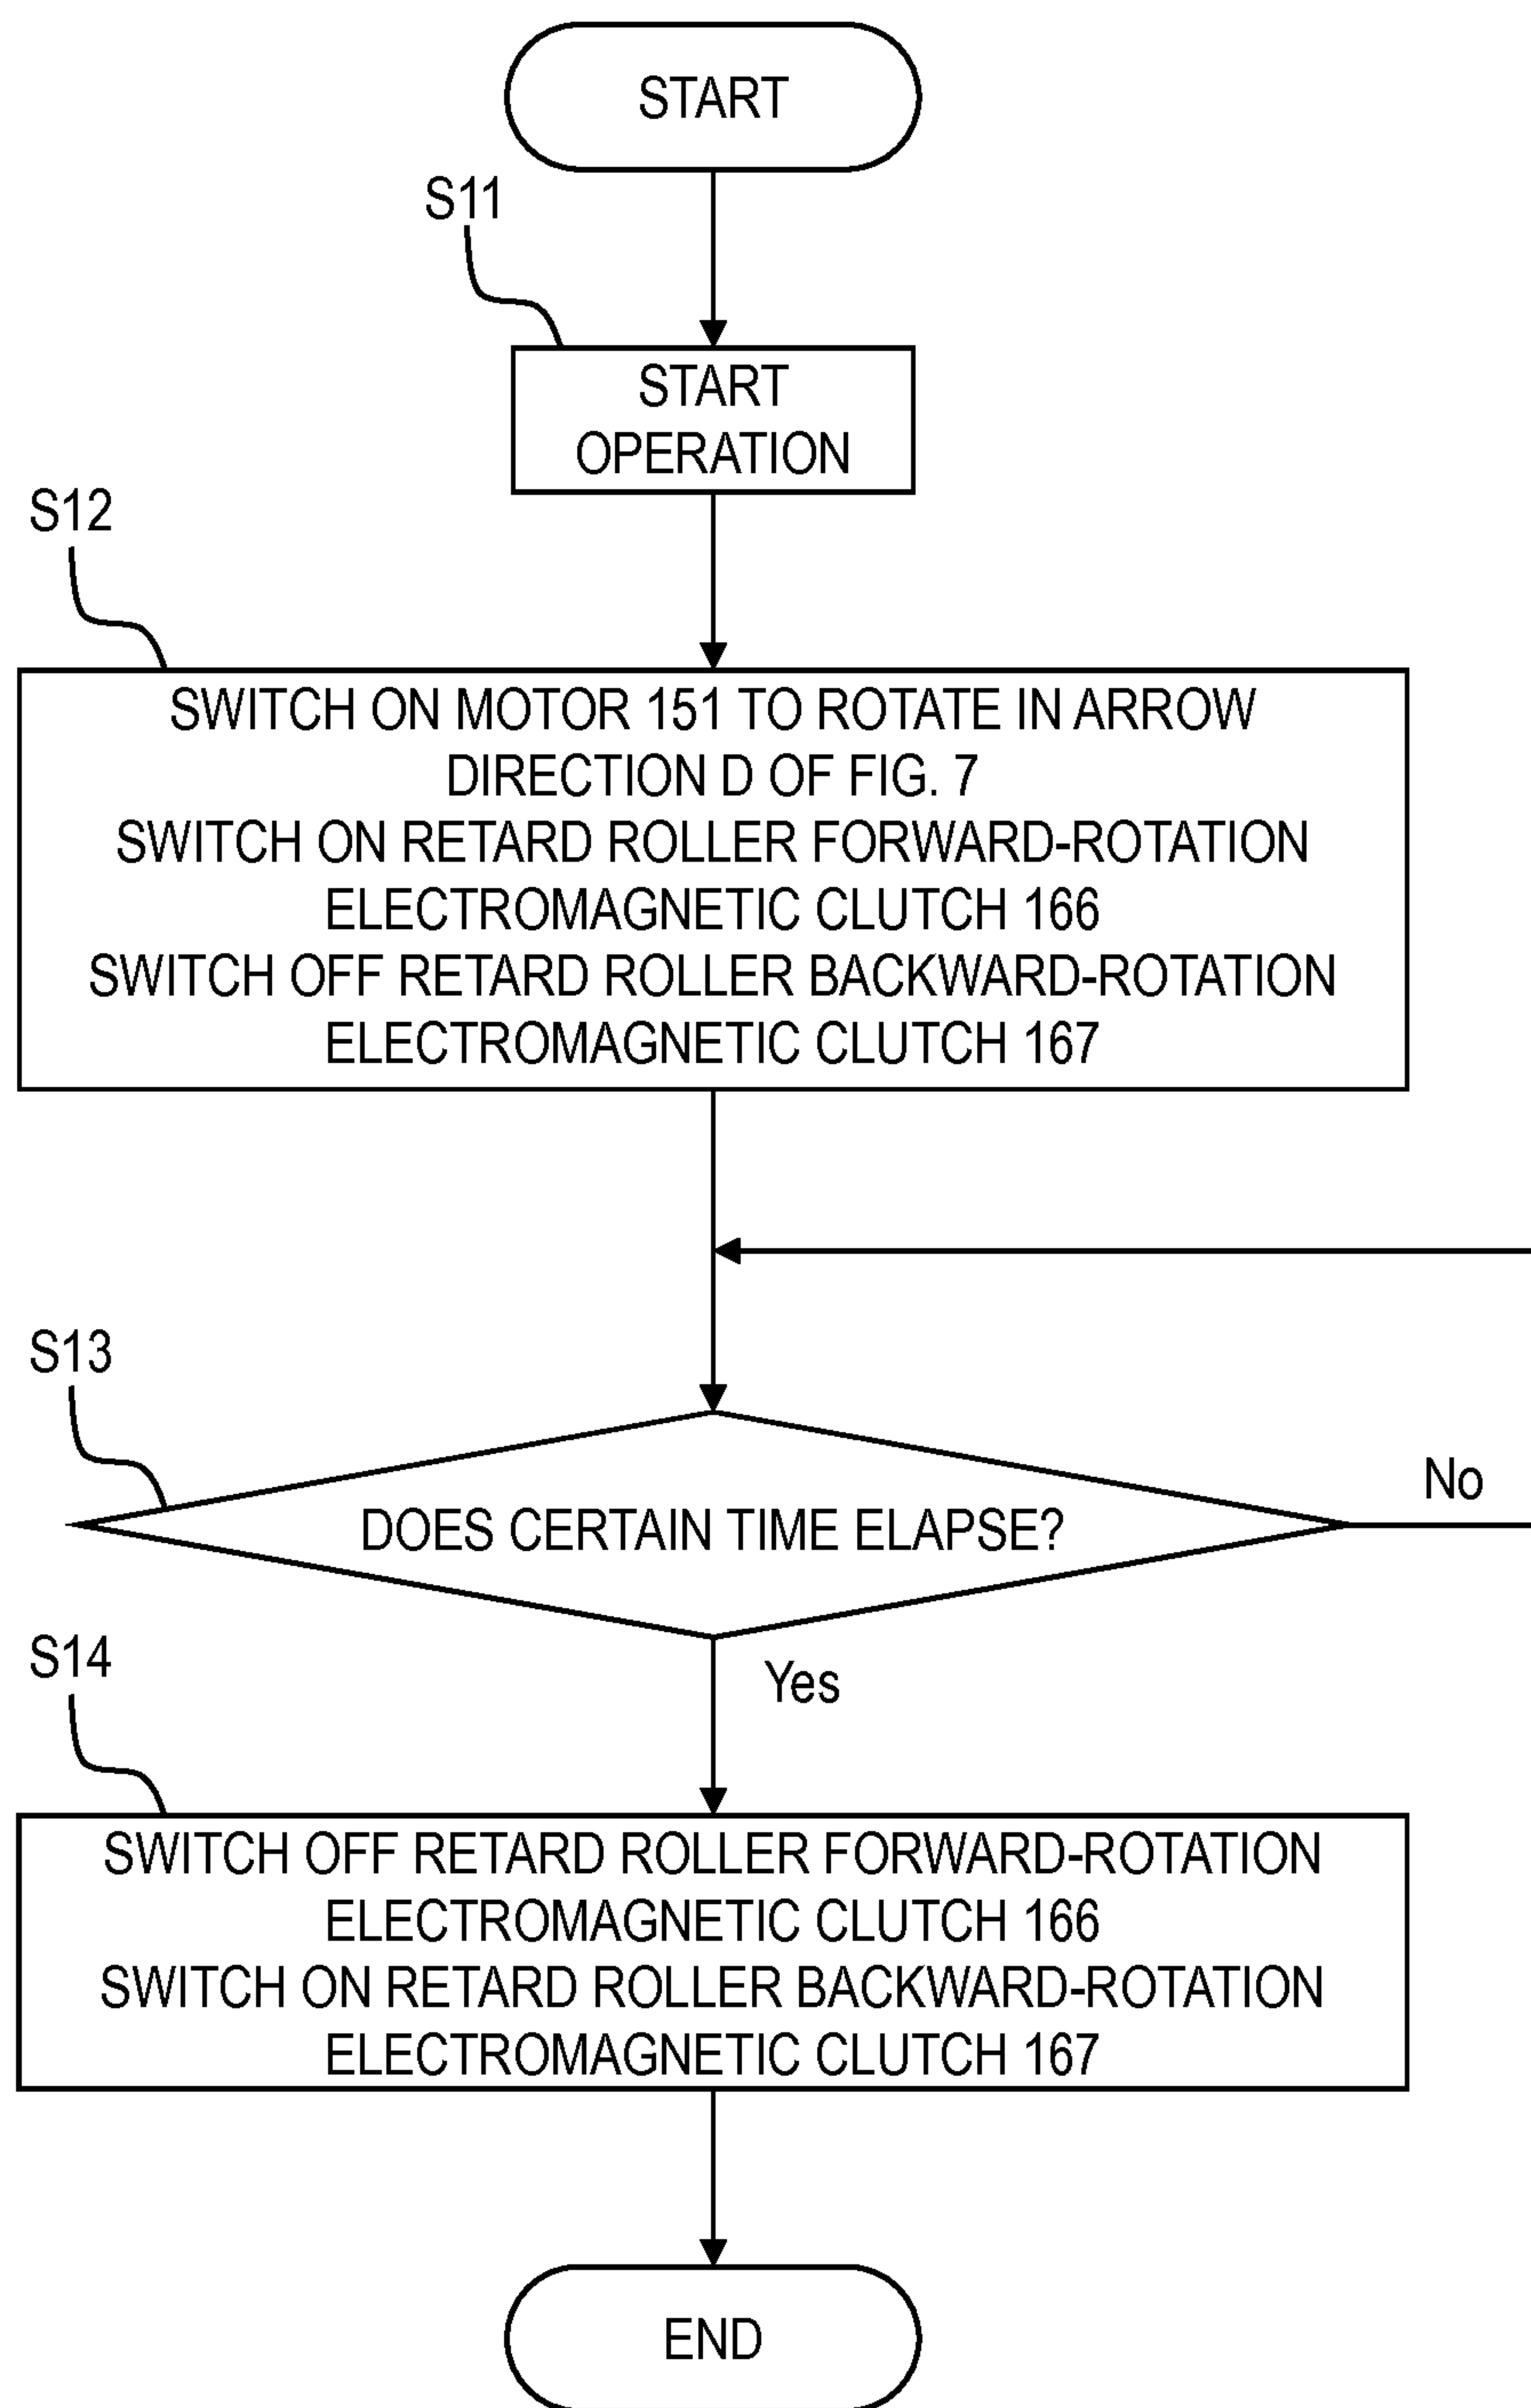 START
S11
START
OPERATION
S12
SWITCH ON MOTOR 151 TO ROTATE IN ARROW
DIRECTION D OF FIG. 7
SWITCH ON RETARD ROLLER FORWARD-ROTATION
ELECTROMAGNETIC CLUTCH 166
SWITCH OFF RETARD ROLLER BACKWARD-ROTATION
ELECTROMAGNETIC CLUTCH 167
S13
DOES CERTAIN TIME ELAPSE?
No
Yes
S14
SWITCH OFF RETARD ROLLER FORWARD-ROTATION
ELECTROMAGNETIC CLUTCH 166
SWITCH ON RETARD ROLLER BACKWARD-ROTATION
ELECTROMAGNETIC CLUTCH 167
END